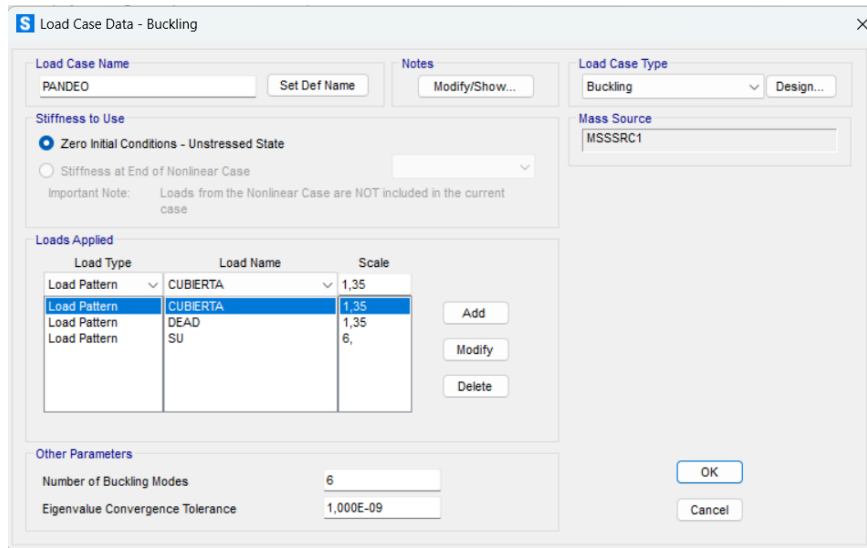 S Load Case Data - Buckling
Load Case Name
PANDEO
Set Def Name
Notes
Modify/Show...
Load Case Type
Buckling
Design...
Stiffness to Use
Zero Initial Conditions - Unstressed State
Stiffness at End of Nonlinear Case
Important Note: Loads from the Nonlinear Case are NOT included in the current
case
Mass Source
MSSSRC1
Loads Applied
Load Type Load Name Scale
Load Pattern CUBIERTA 1,35
Load Pattern CUBIERTA 1,35
Load Pattern DEAD 1,35
Load Pattern SU 6,
Add
Modify
Delete
Other Parameters
Number of Buckling Modes 6
Eigenvalue Convergence Tolerance 1,000E-09
OK
Cancel